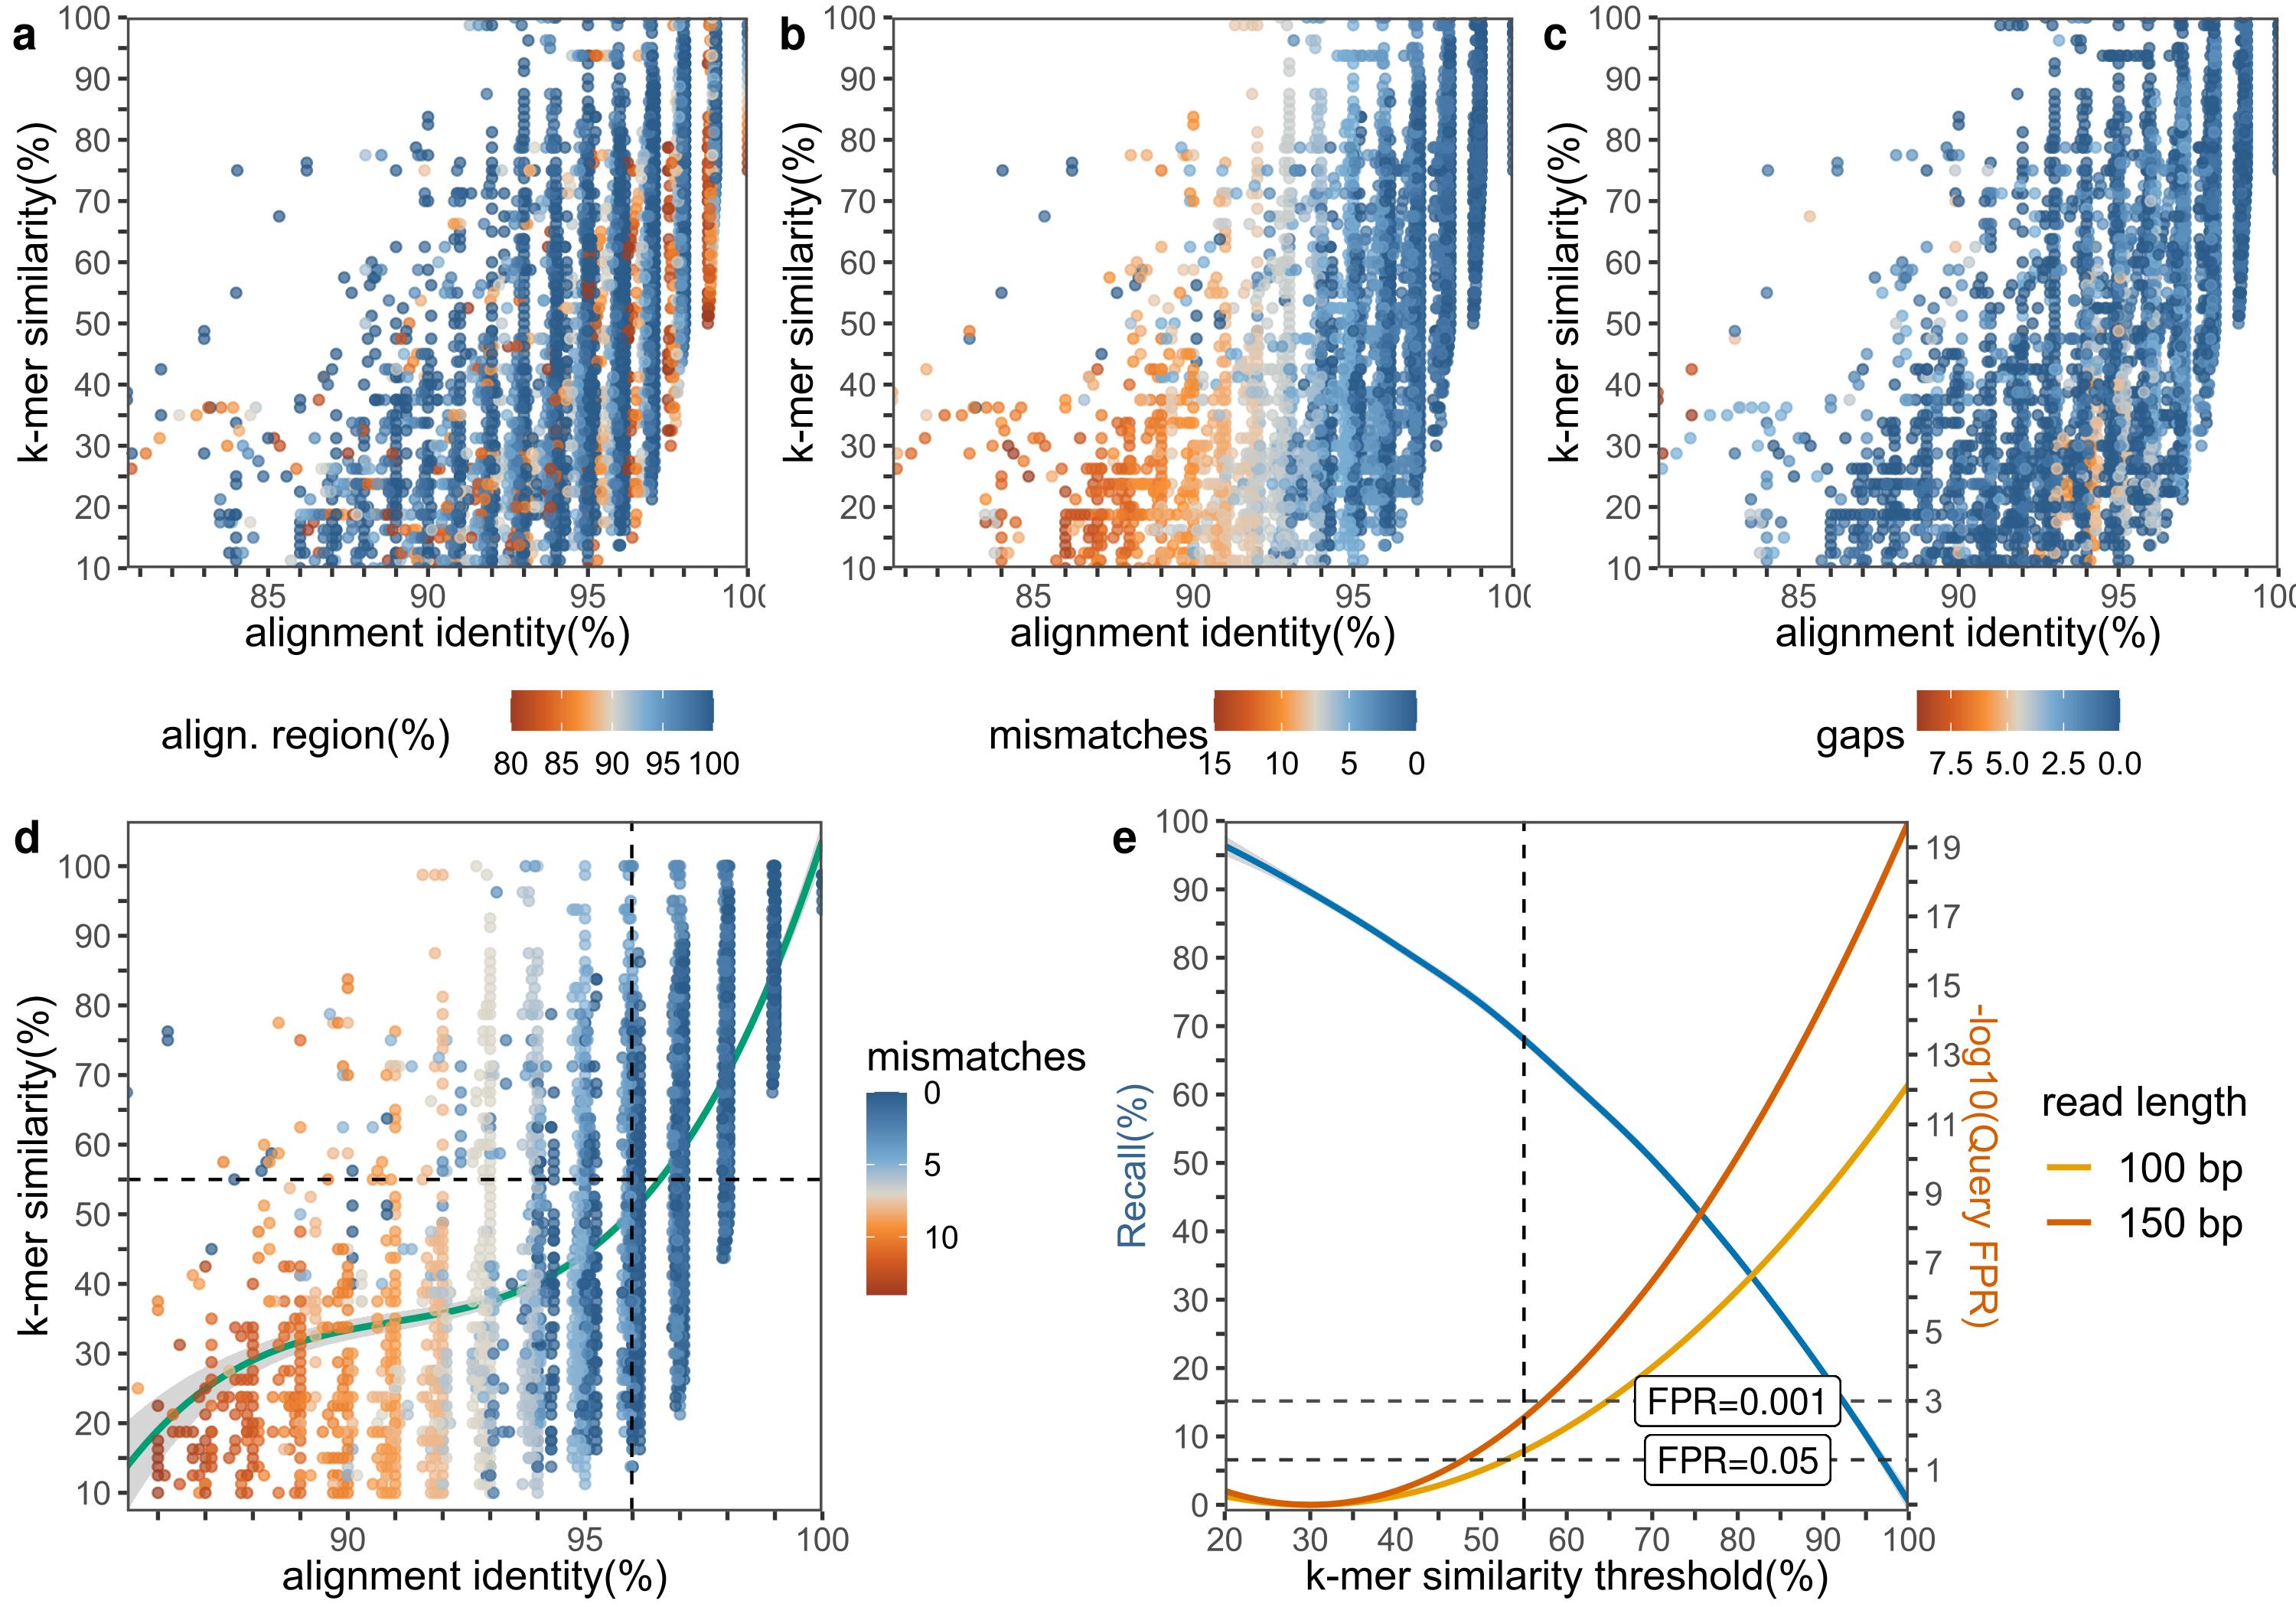 a
100
90
80
70
60
50
40
30
20
10
k-mer similarity(%)
85 90 95 100
alignment identity(%)
align. region(%)
80 85 90 95 100
b
100
90
80
70
60
50
40
30
20
10
k-mer similarity(%)
85 90 95 100
alignment identity(%)
mismatches
15 10 5 0
c
100
90
80
70
60
50
40
30
20
10
k-mer similarity(%)
85 90 95 100
alignment identity(%)
gaps
7.5 5.0 2.5 0.0
d
100
90
80
70
60
50
40
30
20
10
k-mer similarity(%)
90 95 100
alignment identity(%)
mismatches
0
5
10
e
100
90
80
70
60
50
40
30
20
10
0
Recall(%)
19
17
15
13
11
9
7
5
3
1
-log10(Query FPR)
FPR=0.001
FPR=0.05
20 30 40 50 60 70 80 90 100
k-mer similarity threshold(%)
read length
100 bp
150 bp